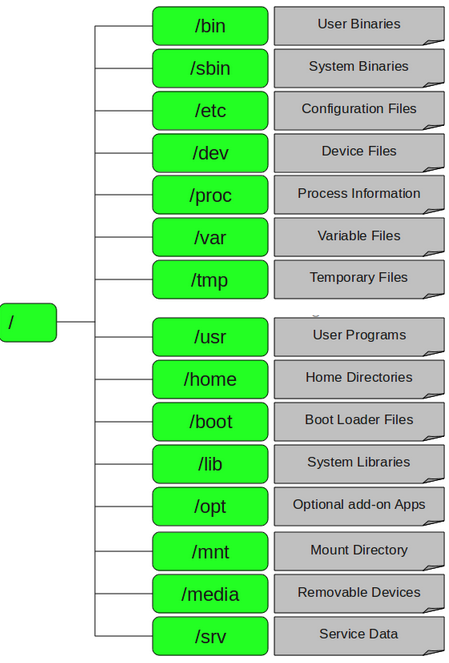 /bin User Binaries
/sbin System Binaries
/etc Configuration Files
/dev Device Files
/proc Process Information
/var Variable Files
/tmp Temporary Files
/
/usr User Programs
/home Home Directories
/boot Boot Loader Files
/lib System Libraries
/opt Optional add-on Apps
/mnt Mount Directory
/media Removable Devices
/srv Service Data